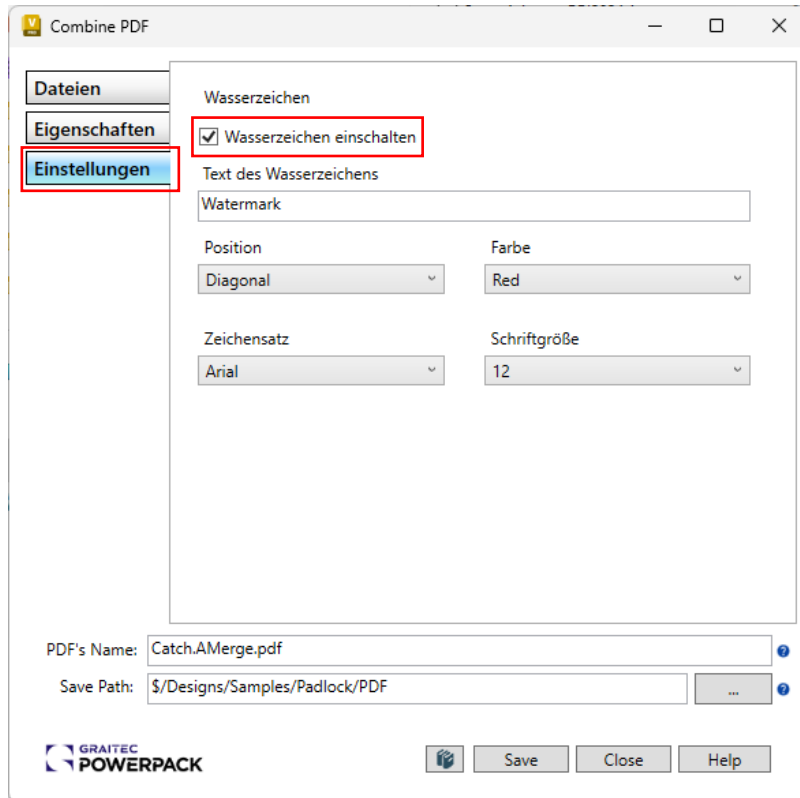 Combine PDF
Dateien
Eigenschaften
Einstellungen
Wasserzeichen
Wasserzeichen einschalten
Text des Wasserzeichens
Watermark
Position Farbe
Diagonal Red
Zeichensatz Schriftgröße
Arial 12
PDF's Name: Catch.AMerge.pdf
Save Path: $/Designs/Samples/Padlock/PDF ...
GRAITEC
POWERPACK
Save Close Help